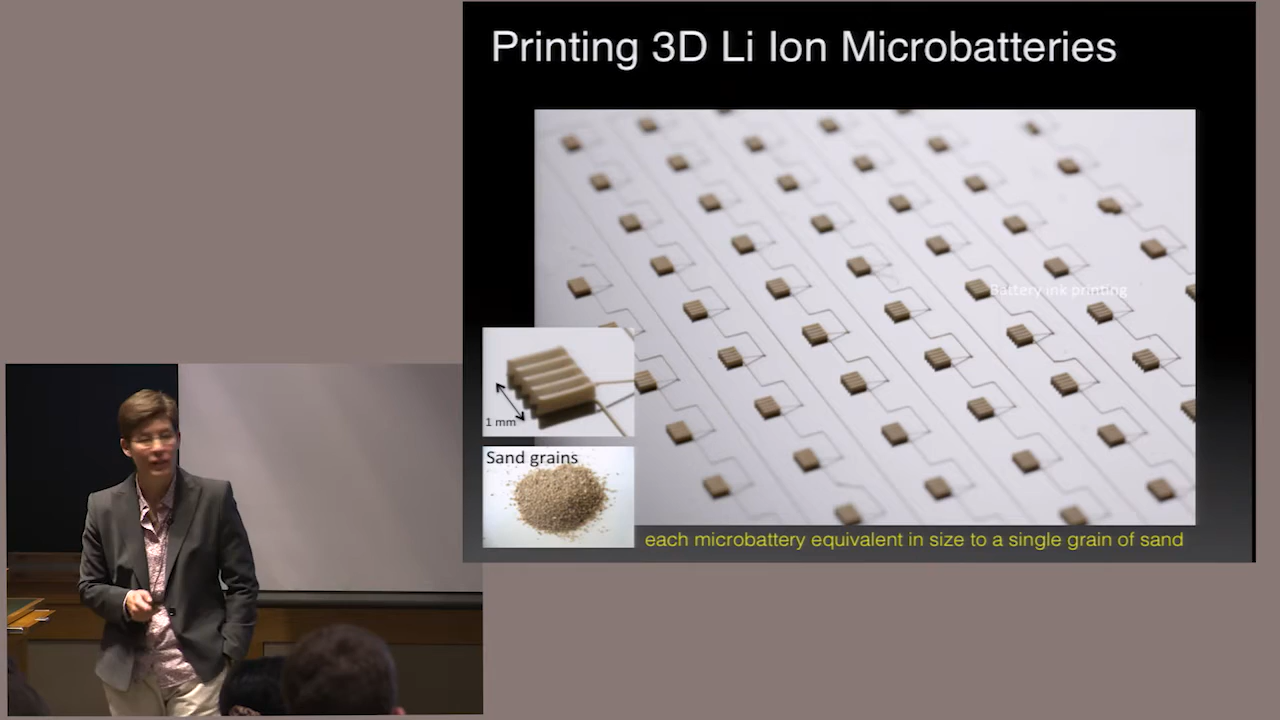 Printing 3D Li Ion Microbatteries
Battery ink printing
1 mm
Sand grains
each microbattery equivalent in size to a single grain of sand